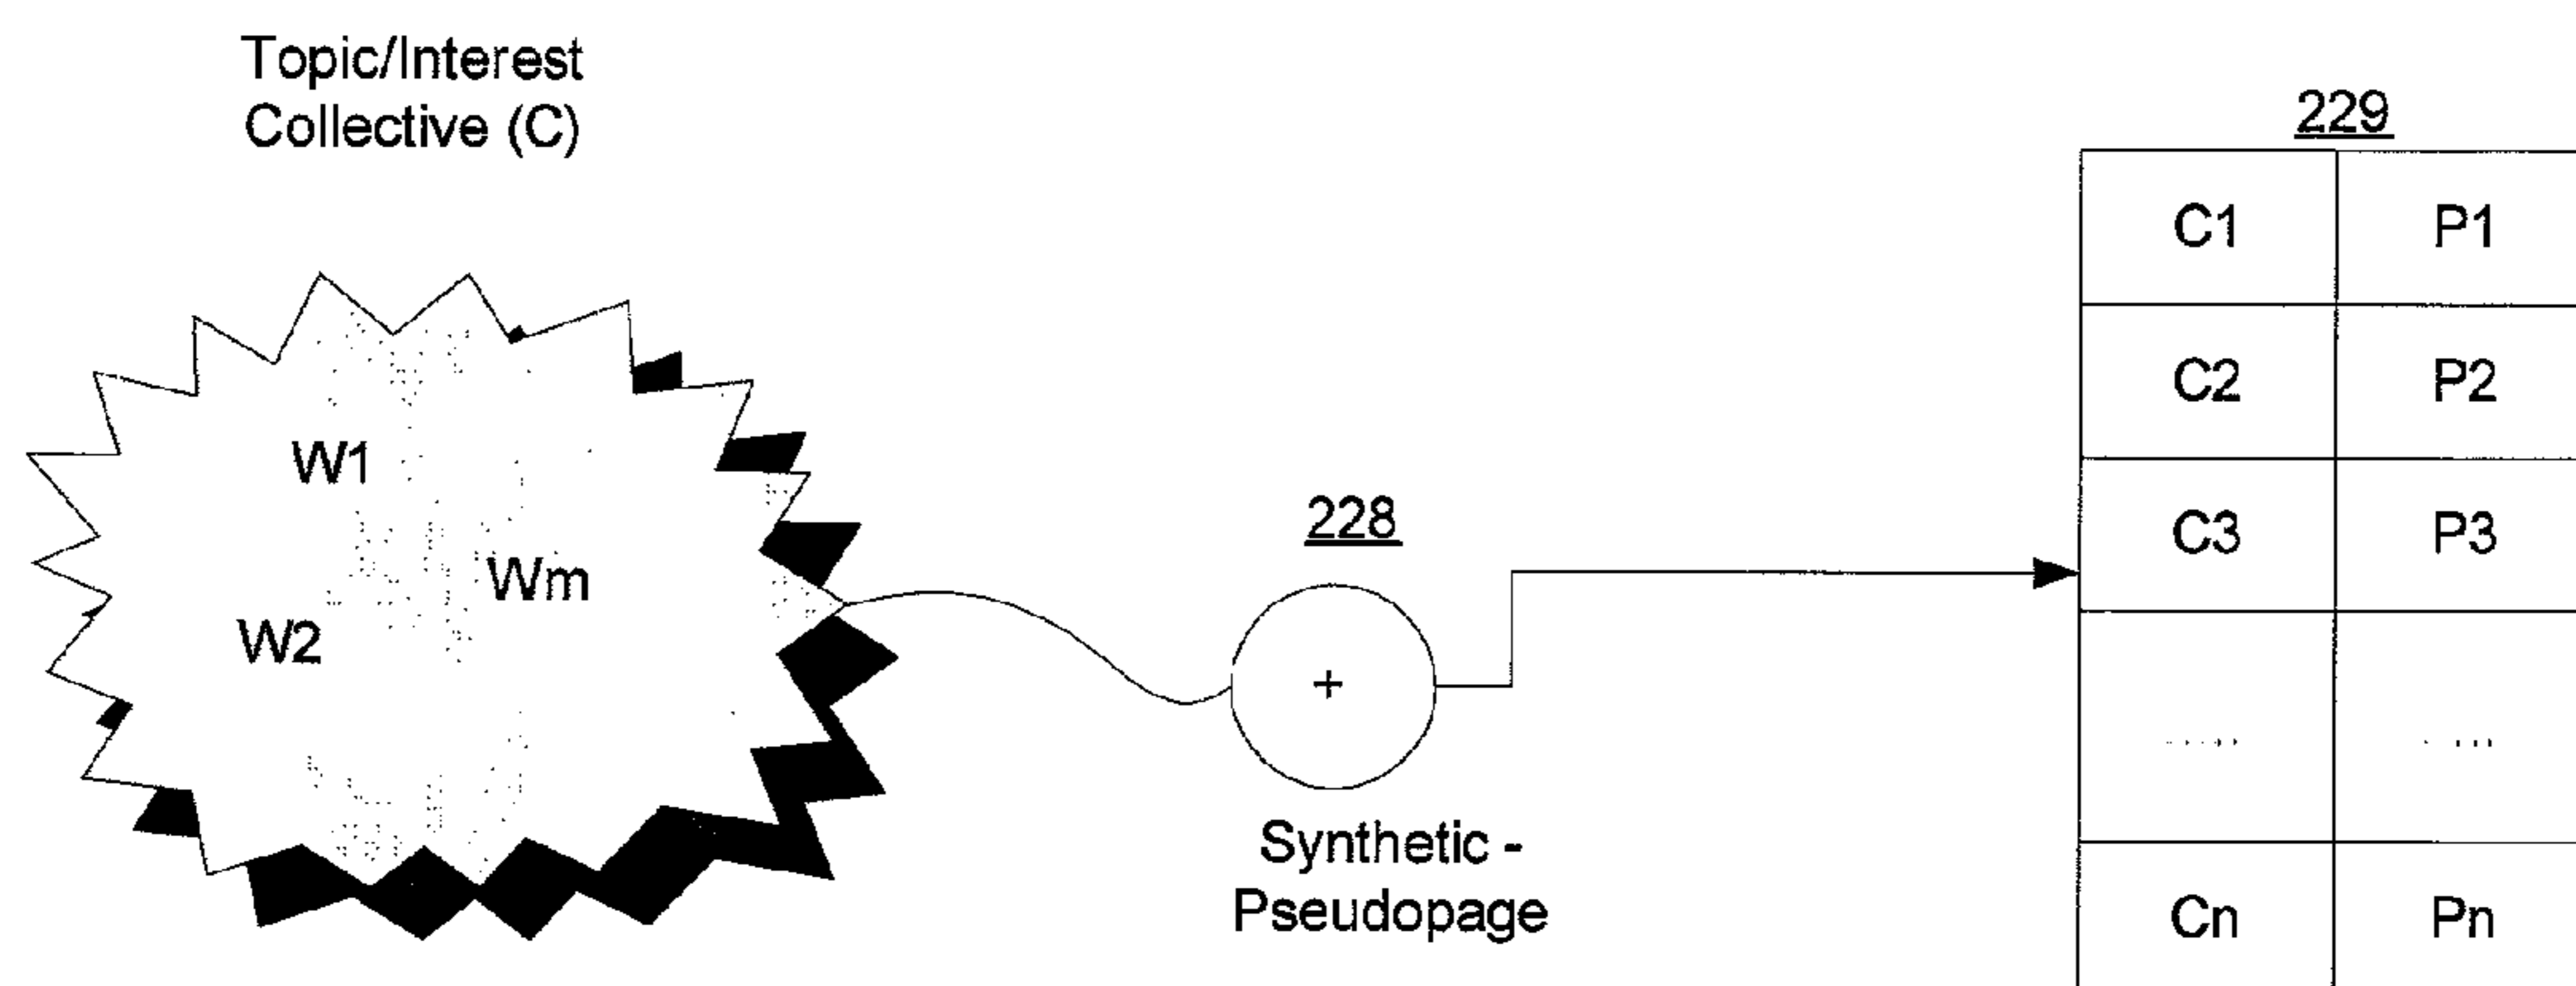 Topic/Interest
Collective (C)
W1
Wm
W2
228
+
Synthetic -
Pseudopage
229
C1 P1
C2 P2
C3 P3
..... .....
Cn Pn